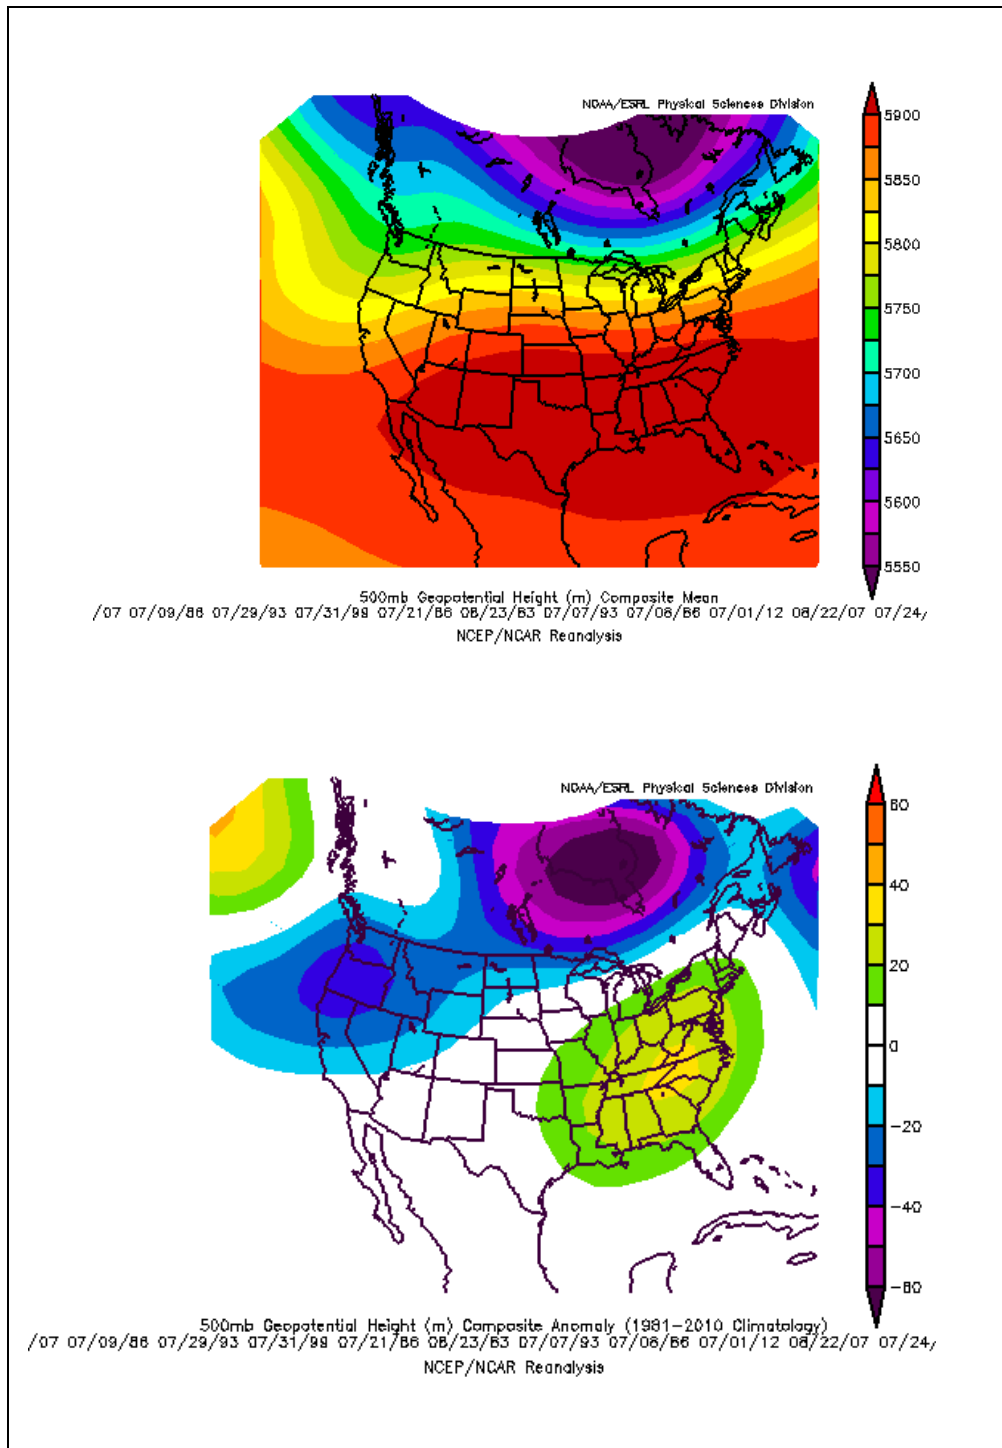 NOAA/ESRL Physical Sciences Division
5900
5850
5800
5750
5700
5650
5600
5550
500mb Geopotential Height (m) Composite Mean
/07 07/09/86 07/29/93 07/31/99 07/21/86 08/23/83 07/07/93 07/06/86 07/01/12 08/22/07 07/24/
NCEP/NCAR Reanalysis
NOAA/ESRL Physical Sciences Division
60
40
20
0
-20
-40
-60
500mb Geopotential Height (m) Composite Anomaly (1981-2010 Climatology)
/07 07/09/86 07/29/93 07/31/99 07/21/86 08/23/83 07/07/93 07/06/86 07/01/12 08/22/07 07/24/
NCEP/NCAR Reanalysis